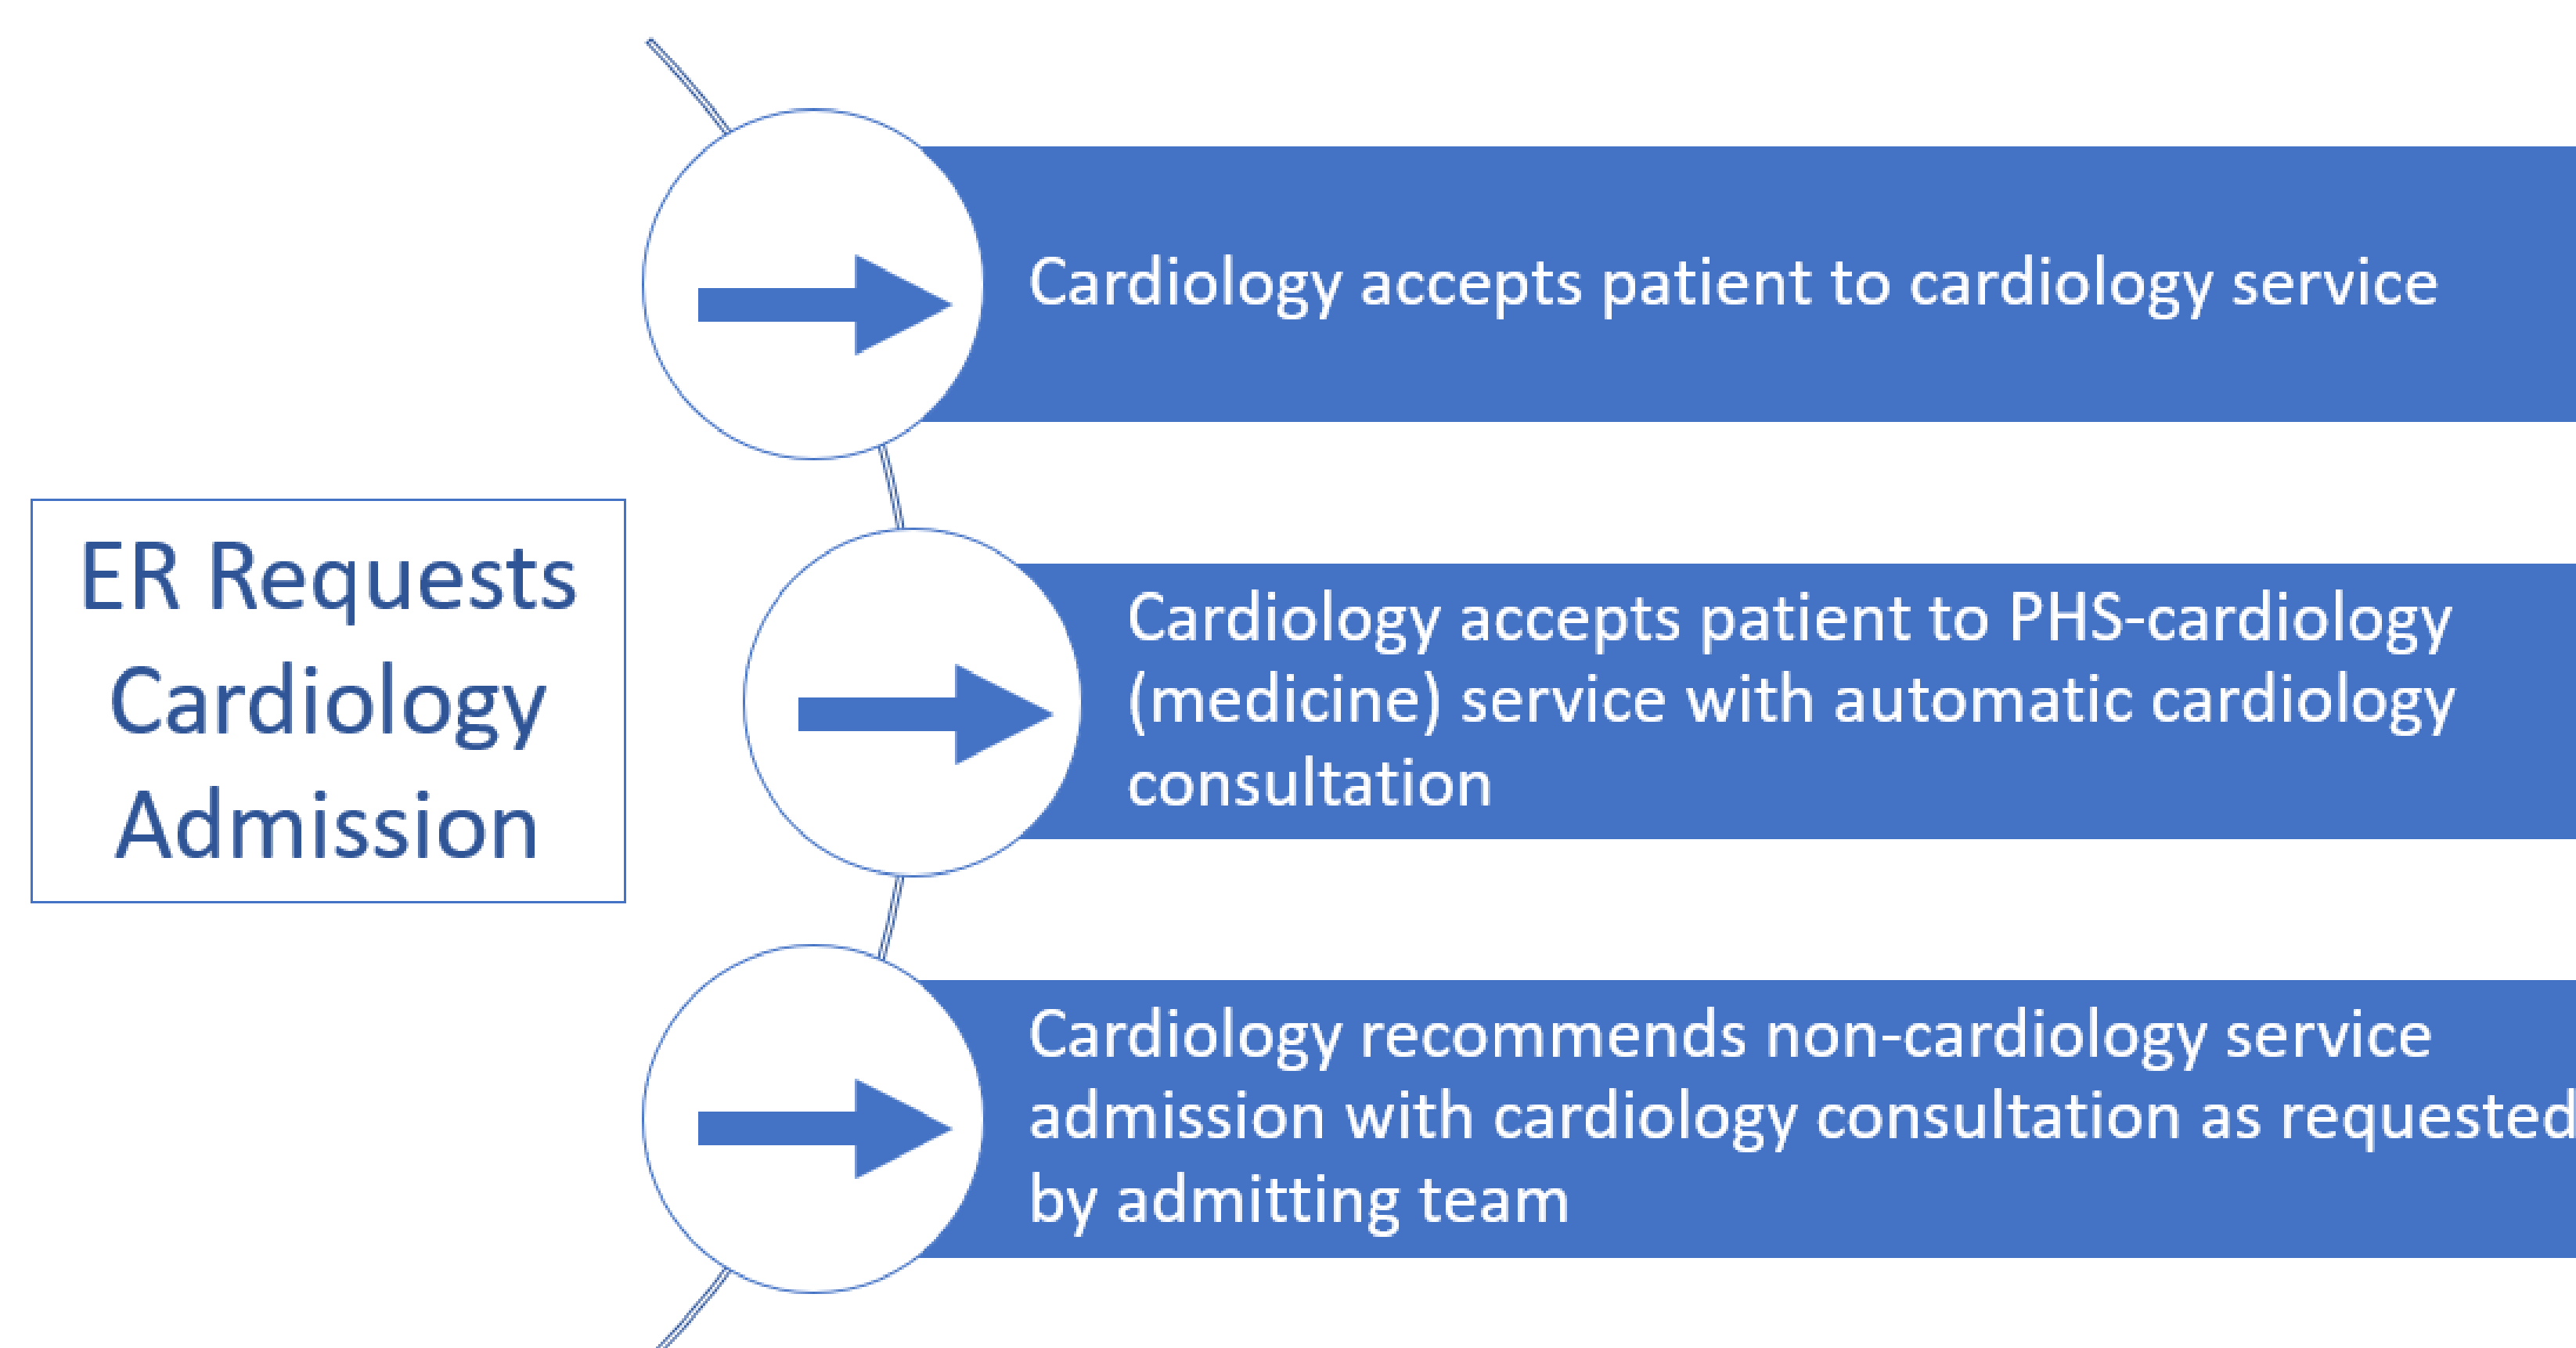 ER Requests
Cardiology
Admission
Cardiology accepts patient to cardiology service
Cardiology accepts patient to PHS-cardiology
(medicine) service with automatic cardiology
consultation
Cardiology recommends non-cardiology service
admission with cardiology consultation as requested
by admitting team